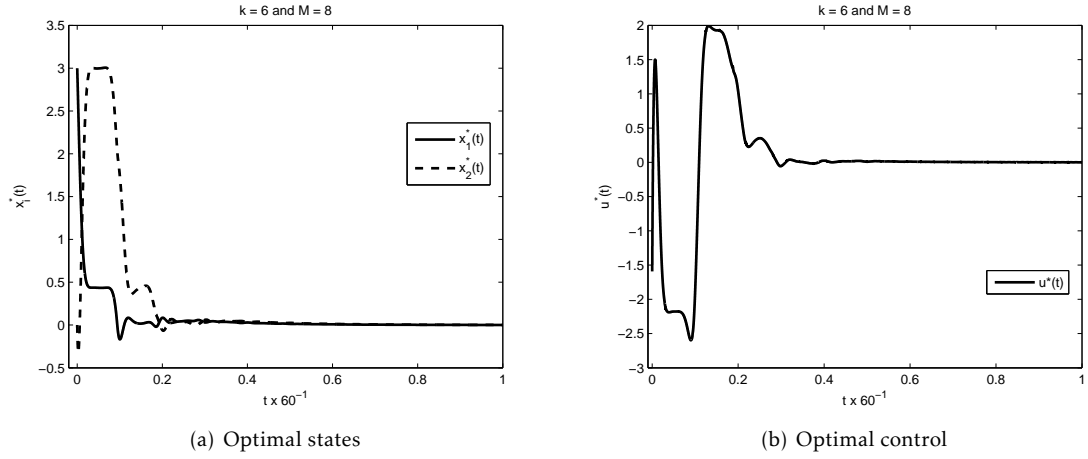 k = 6 and M = 8
3.5
3
2.5
2
1.5
1
0.5
0
−0.5
x_i^*(t)
x_1^*(t)
x_2^*(t)
0 0.2 0.4 0.6 0.8 1
t x 60^{−1}
(a) Optimal states
k = 6 and M = 8
2
1.5
1
0.5
0
−0.5
−1
−1.5
−2
−2.5
−3
u^*(t)
u*(t)
0 0.2 0.4 0.6 0.8 1
t x 60^{−1}
(b) Optimal control